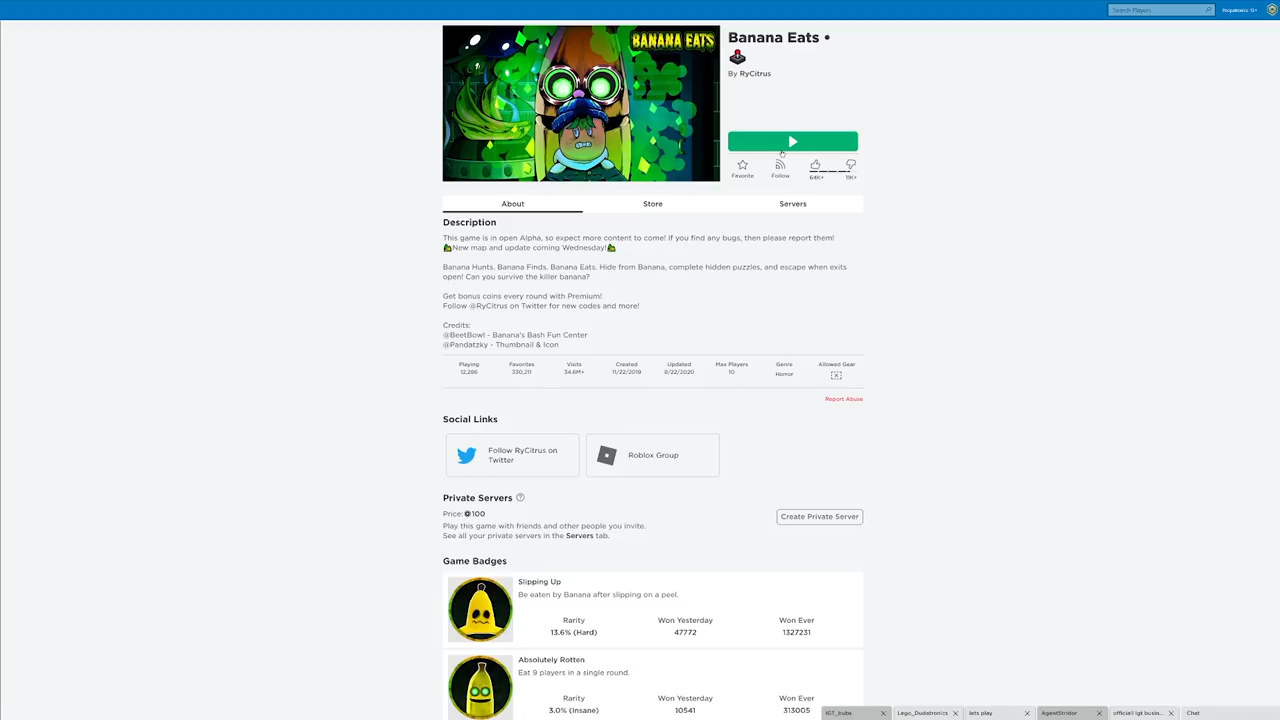 Search Players
Poopdronics: 13+
BANANA EATS
Banana Eats •
By RyCitrus
Favorite
Follow
64K+
11K+
About
Store
Servers
Description
This game is in open Alpha, so expect more content to come! If you find any bugs, then please report them!
New map and update coming Wednesday!
Banana Hunts. Banana Finds. Banana Eats. Hide from Banana, complete hidden puzzles, and escape when exits
open! Can you survive the killer banana?
Get bonus coins every round with Premium!
Follow @RyCitrus on Twitter for new codes and more!
Credits:
@BeetBowl - Banana's Bash Fun Center
@Pandatzky - Thumbnail & Icon
Playing
Favorites
Visits
Created
Updated
Max Players
Genre
Allowed Gear
12,286
330,211
34.6M+
11/22/2019
8/22/2020
10
Horror
Report Abuse
Social Links
Follow RyCitrus on
Twitter
Roblox Group
Private Servers
Price: 100
Create Private Server
Play this game with friends and other people you invite.
See all your private servers in the Servers tab.
Game Badges
Slipping Up
Be eaten by Banana after slipping on a peel.
Rarity
Won Yesterday
Won Ever
13.6% (Hard)
47772
1327231
Absolutely Rotten
Eat 9 players in a single round.
Rarity
Won Yesterday
Won Ever
3.0% (Insane)
10541
313005
IGT_bubs
Lego_Dudatronics
lets play
AgentStridor
officiall igt busin...
Chat